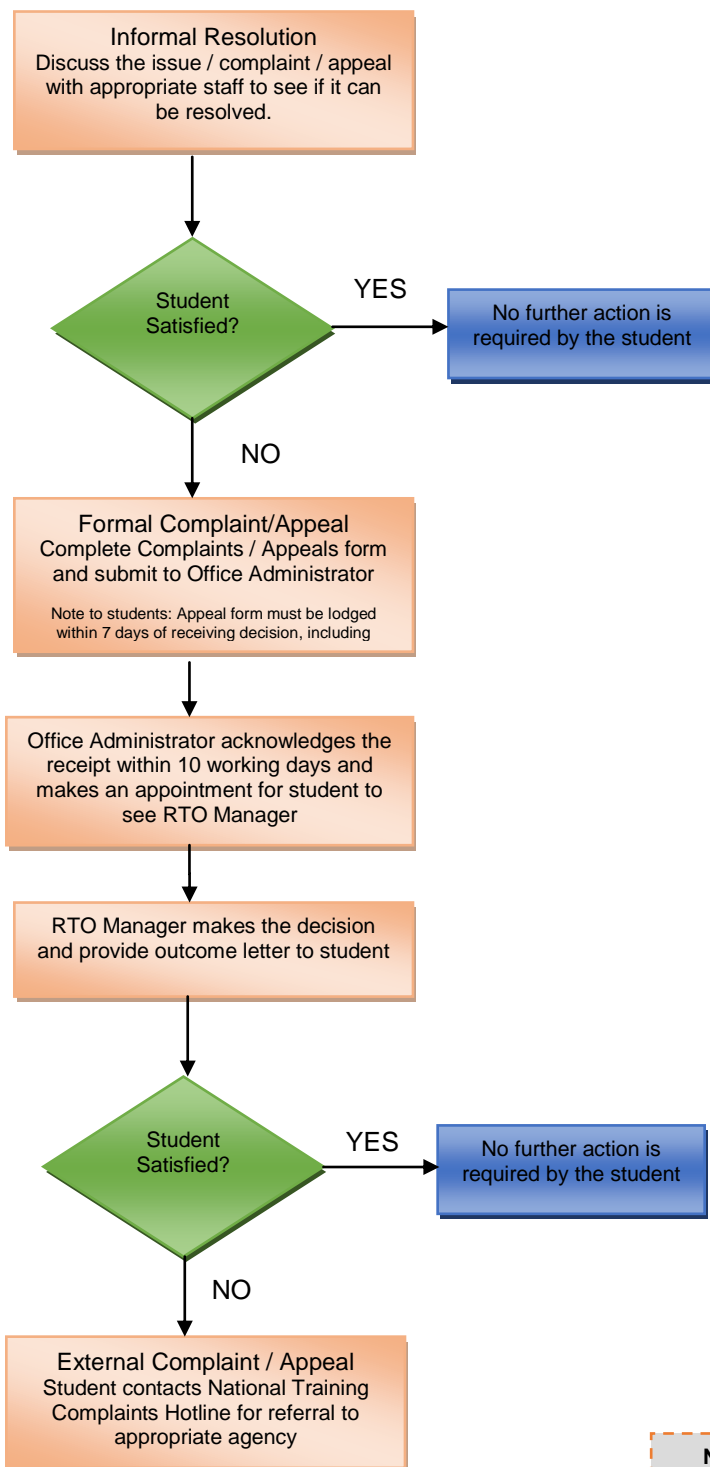 Informal Resolution
Discuss the issue / complaint / appeal
with appropriate staff to see if it can
be resolved.
Student
Satisfied?
YES
No further action is
required by the student
NO
Formal Complaint/Appeal
Complete Complaints / Appeals form
and submit to Office Administrator
Note to students: Appeal form must be lodged
within 7 days of receiving decision, including
Office Administrator acknowledges the
receipt within 10 working days and
makes an appointment for student to
see RTO Manager
RTO Manager makes the decision
and provide outcome letter to student
Student
Satisfied?
YES
No further action is
required by the student
NO
External Complaint / Appeal
Student contacts National Training
Complaints Hotline for referral to
appropriate agency